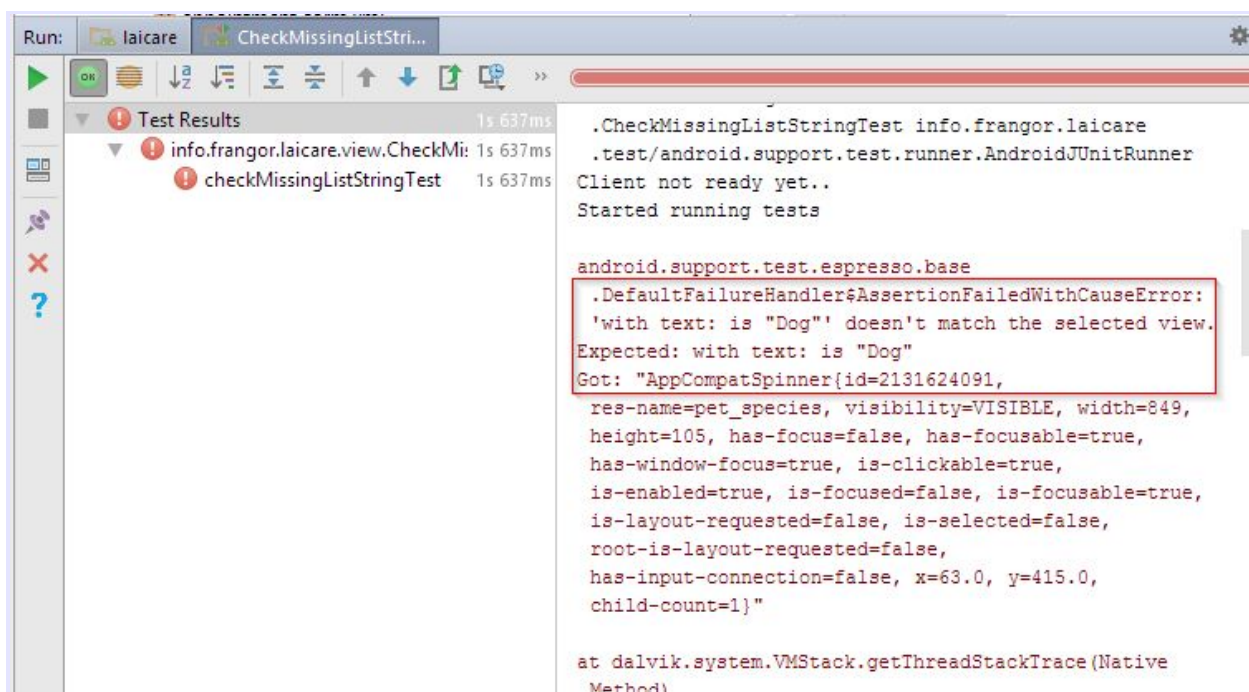 Run:
laicare
CheckMissingListStri...
OK
Test Results
1s 637ms
info.frangor.laicare.view.CheckMi:
1s 637ms
checkMissingListStringTest
1s 637ms
.CheckMissingListStringTest info.frangor.laicare
.test/android.support.test.runner.AndroidJUnitRunner
Client not ready yet..
Started running tests
android.support.test.espresso.base
.DefaultFailureHandler$AssertionFailedWithCauseError:
'with text: is "Dog"' doesn't match the selected view.
Expected: with text: is "Dog"
Got: "AppCompatSpinner{id=2131624091,
res-name=pet_species, visibility=VISIBLE, width=849,
height=105, has-focus=false, has-focusable=true,
has-window-focus=true, is-clickable=true,
is-enabled=true, is-focused=false, is-focusable=true,
is-layout-requested=false, is-selected=false,
root-is-layout-requested=false,
has-input-connection=false, x=63.0, y=415.0,
child-count=1}"
at dalvik.system.VMStack.getThreadStackTrace(Native
Method)